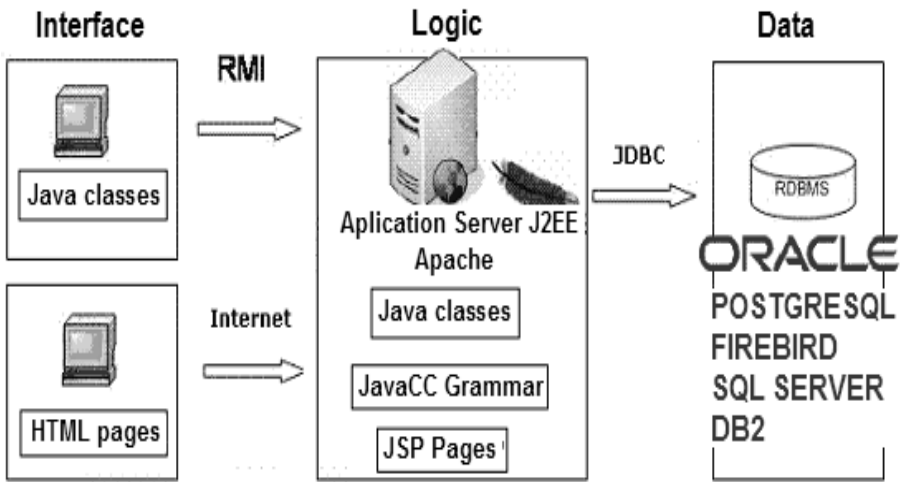 Interface
Logic
Data
RMI
Java classes
Internet
HTML pages
Aplication Server J2EE
Apache
Java classes
JavaCC Grammar
JSP Pages
JDBC
RDBMS
ORACLE
POSTGRESQL
FIREBIRD
SQL SERVER
DB2